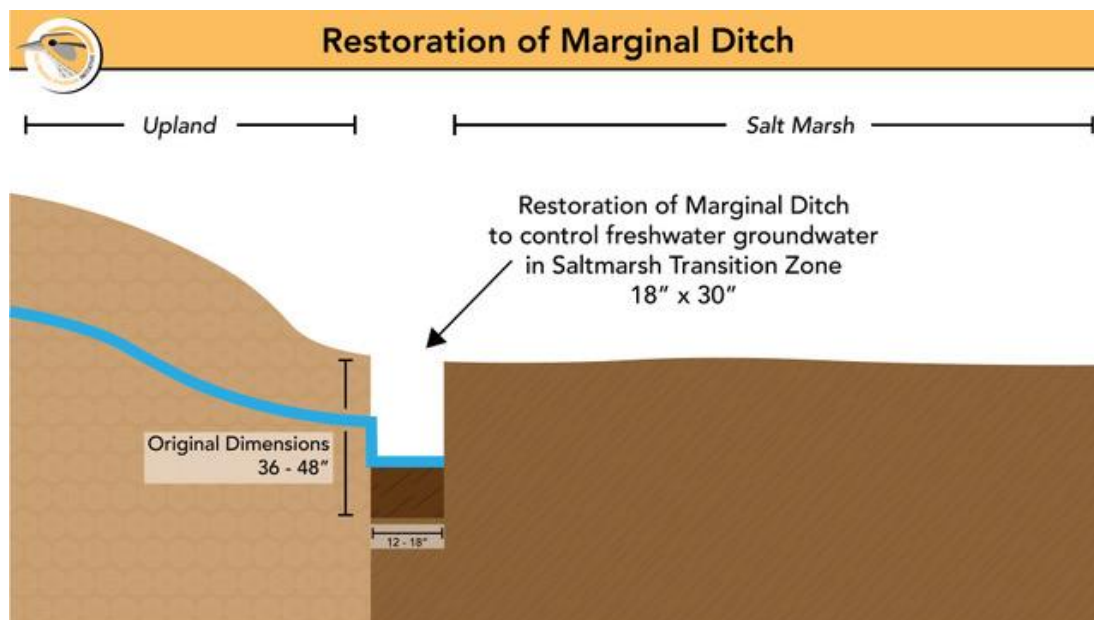 Restoration of Marginal Ditch
Upland
Salt Marsh
Restoration of Marginal Ditch
to control freshwater groundwater
in Saltmarsh Transition Zone
18” x 30”
Original Dimensions
36 - 48”
12 - 18”